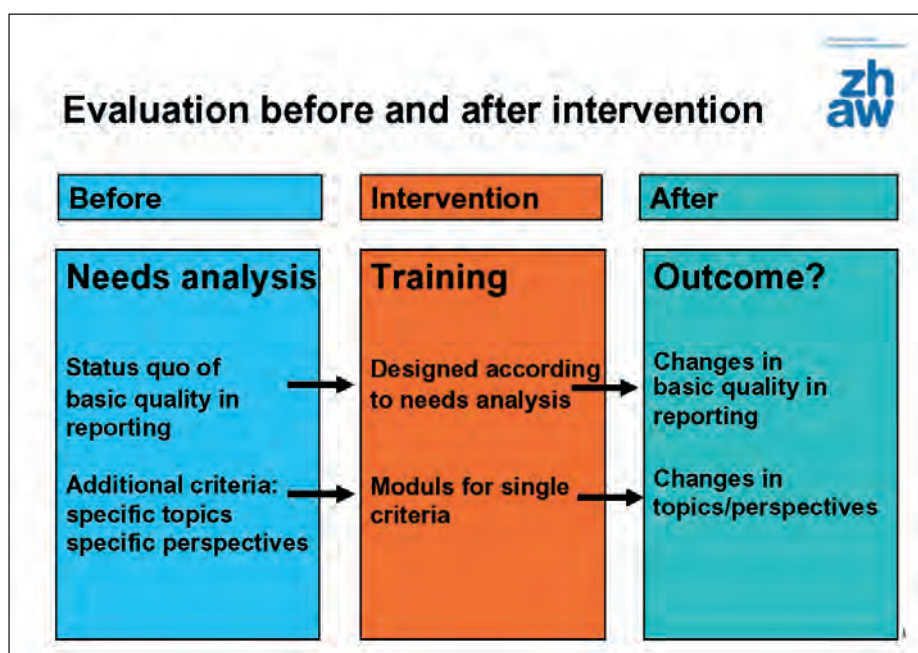 zh
aw
Evaluation before and after intervention
Before
Needs analysis
Status quo of
basic quality in
reporting
Additional criteria:
specific topics
specific perspectives
Intervention
Training
Designed according
to needs analysis
Moduls for single
criteria
After
Outcome?
Changes in
basic quality in
reporting
Changes in
topics/perspectives